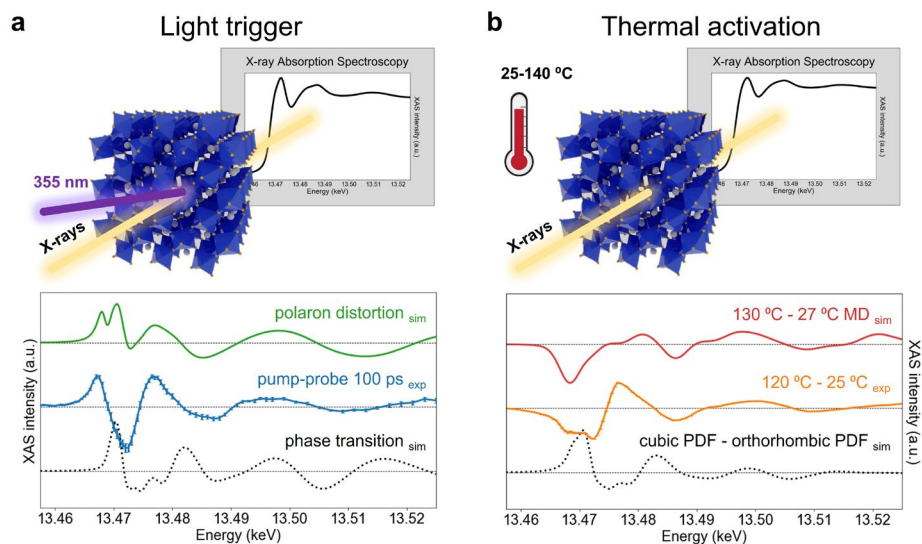 a
Light trigger
X-ray Absorption Spectroscopy
XAS intensity (a.u.)
46 13.47 13.48 13.49 13.50 13.51 13.52
Energy (keV)
355 nm
X-rays
polaron distortion sim
pump-probe 100 ps exp
phase transition sim
XAS intensity (a.u.)
13.46 13.47 13.48 13.49 13.50 13.51 13.52
Energy (keV)
b
Thermal activation
25-140 ºC
X-ray Absorption Spectroscopy
XAS intensity (a.u.)
46 13.47 13.48 13.49 13.50 13.51 13.52
Energy (keV)
X-rays
130 ºC - 27 ºC MD sim
120 ºC - 25 ºC exp
cubic PDF - orthorhombic PDF sim
XAS intensity (a.u.)
13.46 13.47 13.48 13.49 13.50 13.51 13.52
Energy (keV)